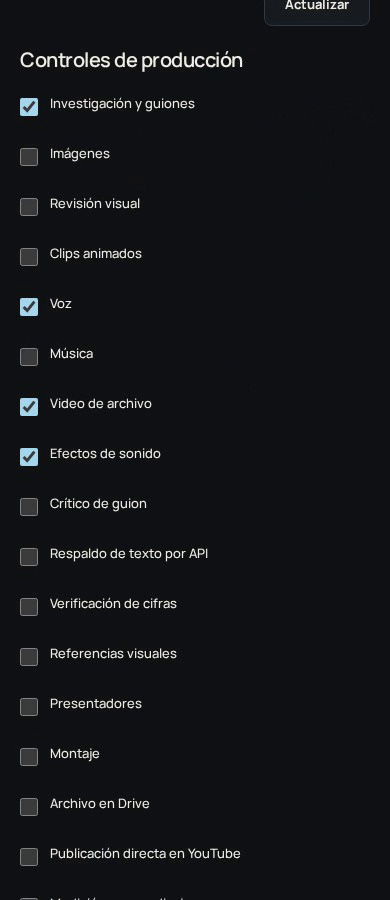 Actualizar
Controles de producción
Investigación y guiones
Imágenes
Revisión visual
Clips animados
Voz
Música
Video de archivo
Efectos de sonido
Crítico de guion
Respaldo de texto por API
Verificación de cifras
Referencias visuales
Presentadores
Montaje
Archivo en Drive
Publicación directa en YouTube